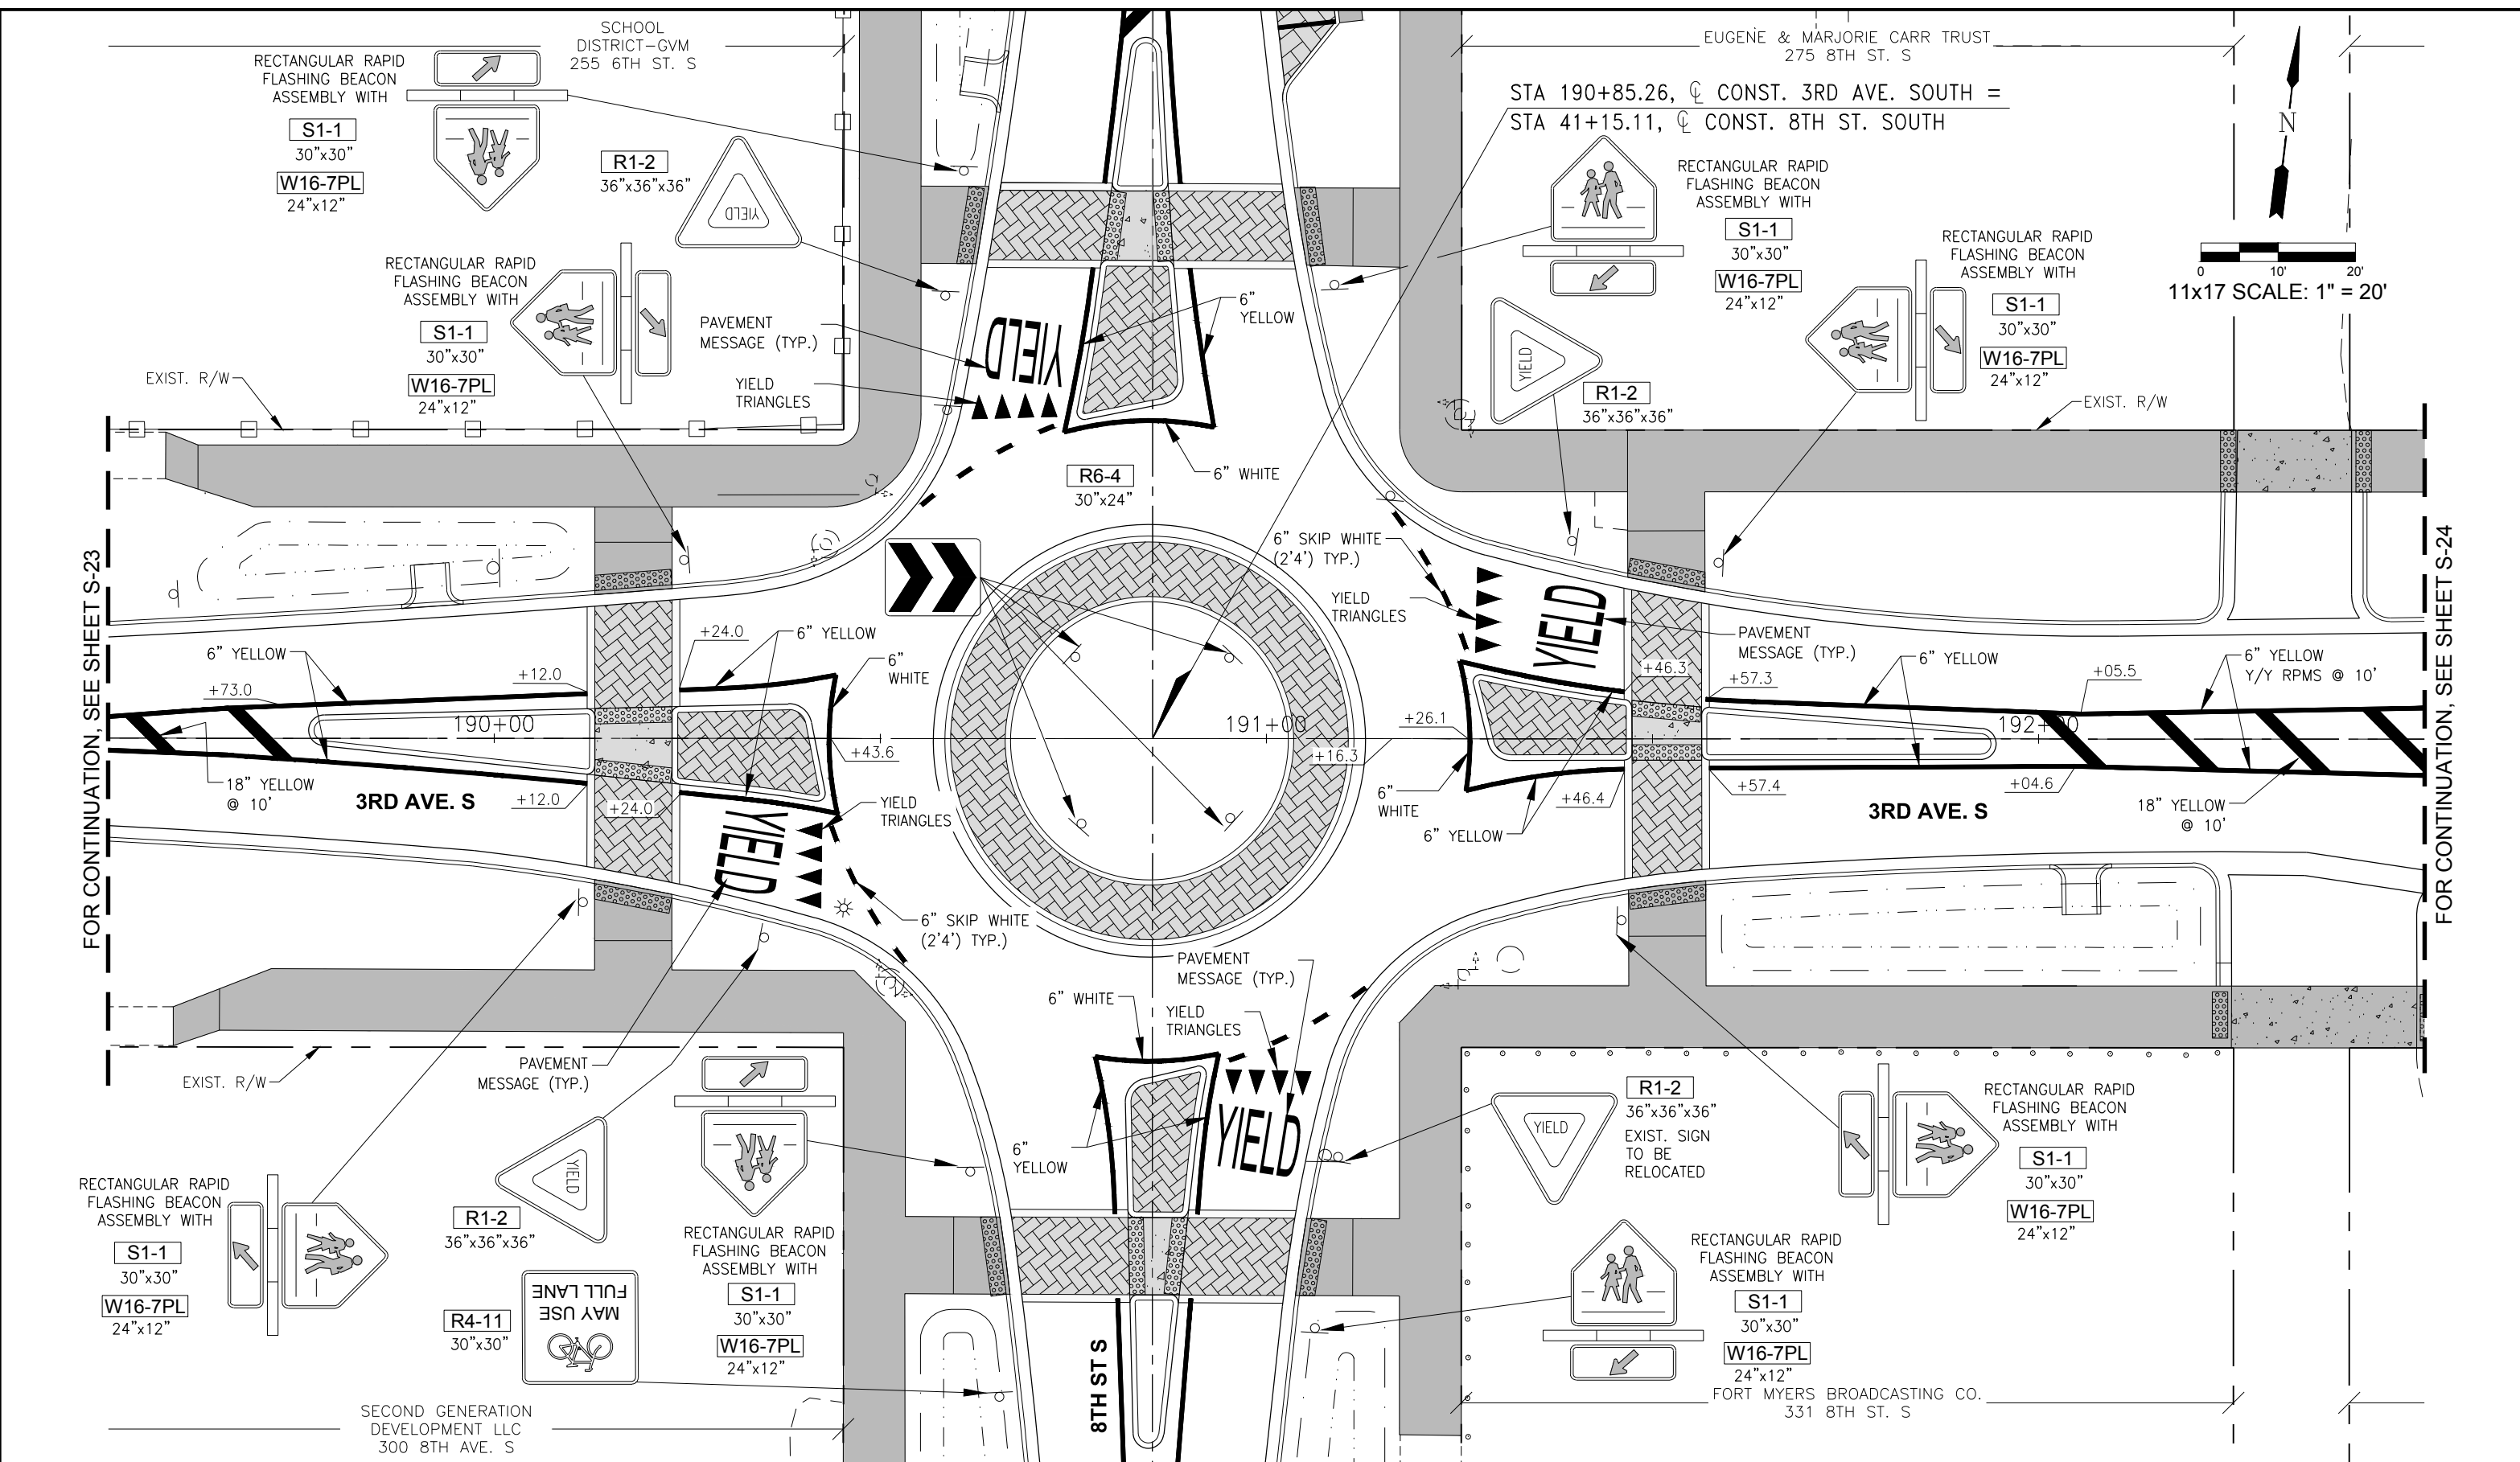 SCHOOL
DISTRICT-GVM
255 6TH ST. S
EUGENE & MARJORIE CARR TRUST
275 8TH ST. S
RECTANGULAR RAPID
FLASHING BEACON
ASSEMBLY WITH
S1-1
30"x30"
W16-7PL
24"x12"
R1-2
36"x36"x36"
YIELD
STA 190+85.26, ℄ CONST. 3RD AVE. SOUTH =
STA 41+15.11, ℄ CONST. 8TH ST. SOUTH
N
0 10' 20'
11x17 SCALE: 1" = 20'
RECTANGULAR RAPID
FLASHING BEACON
ASSEMBLY WITH
S1-1
30"x30"
W16-7PL
24"x12"
RECTANGULAR RAPID
FLASHING BEACON
ASSEMBLY WITH
S1-1
30"x30"
W16-7PL
24"x12"
RECTANGULAR RAPID
FLASHING BEACON
ASSEMBLY WITH
S1-1
30"x30"
W16-7PL
24"x12"
PAVEMENT
MESSAGE (TYP.)
YIELD
YIELD
TRIANGLES
6"
YELLOW
YIELD
R1-2
36"x36"x36"
EXIST. R/W
EXIST. R/W
6" WHITE
R6-4
30"x24"
6" SKIP WHITE
(2'4') TYP.)
YIELD
TRIANGLES
YIELD
PAVEMENT
MESSAGE (TYP.)
FOR CONTINUATION, SEE SHEET S-23
FOR CONTINUATION, SEE SHEET S-24
6" YELLOW
+73.0
+12.0
+24.0
6" YELLOW
6"
WHITE
190+00
+43.6
18" YELLOW
@ 10'
3RD AVE. S
+12.0
+24.0
YIELD
TRIANGLES
YIELD
6" SKIP WHITE
(2'4') TYP.)
191+00
+16.3
+26.1
+46.3
+57.3
6" YELLOW
+05.5
6" YELLOW
Y/Y RPMS @ 10'
192+00
6"
WHITE
6" YELLOW
+46.4
+57.4
+04.6
3RD AVE. S
18" YELLOW
@ 10'
PAVEMENT
MESSAGE (TYP.)
6" WHITE
YIELD
TRIANGLES
YIELD
6"
YELLOW
EXIST. R/W
PAVEMENT
MESSAGE (TYP.)
RECTANGULAR RAPID
FLASHING BEACON
ASSEMBLY WITH
S1-1
30"x30"
W16-7PL
24"x12"
YIELD
R1-2
36"x36"x36"
RECTANGULAR RAPID
FLASHING BEACON
ASSEMBLY WITH
S1-1
30"x30"
W16-7PL
24"x12"
R4-11
30"x30"
MAY USE
FULL LANE
8TH ST S
YIELD
R1-2
36"x36"x36"
EXIST. SIGN
TO BE
RELOCATED
RECTANGULAR RAPID
FLASHING BEACON
ASSEMBLY WITH
S1-1
30"x30"
W16-7PL
24"x12"
RECTANGULAR RAPID
FLASHING BEACON
ASSEMBLY WITH
S1-1
30"x30"
W16-7PL
24"x12"
SECOND GENERATION
DEVELOPMENT LLC
300 8TH AVE. S
FORT MYERS BROADCASTING CO.
331 8TH ST. S